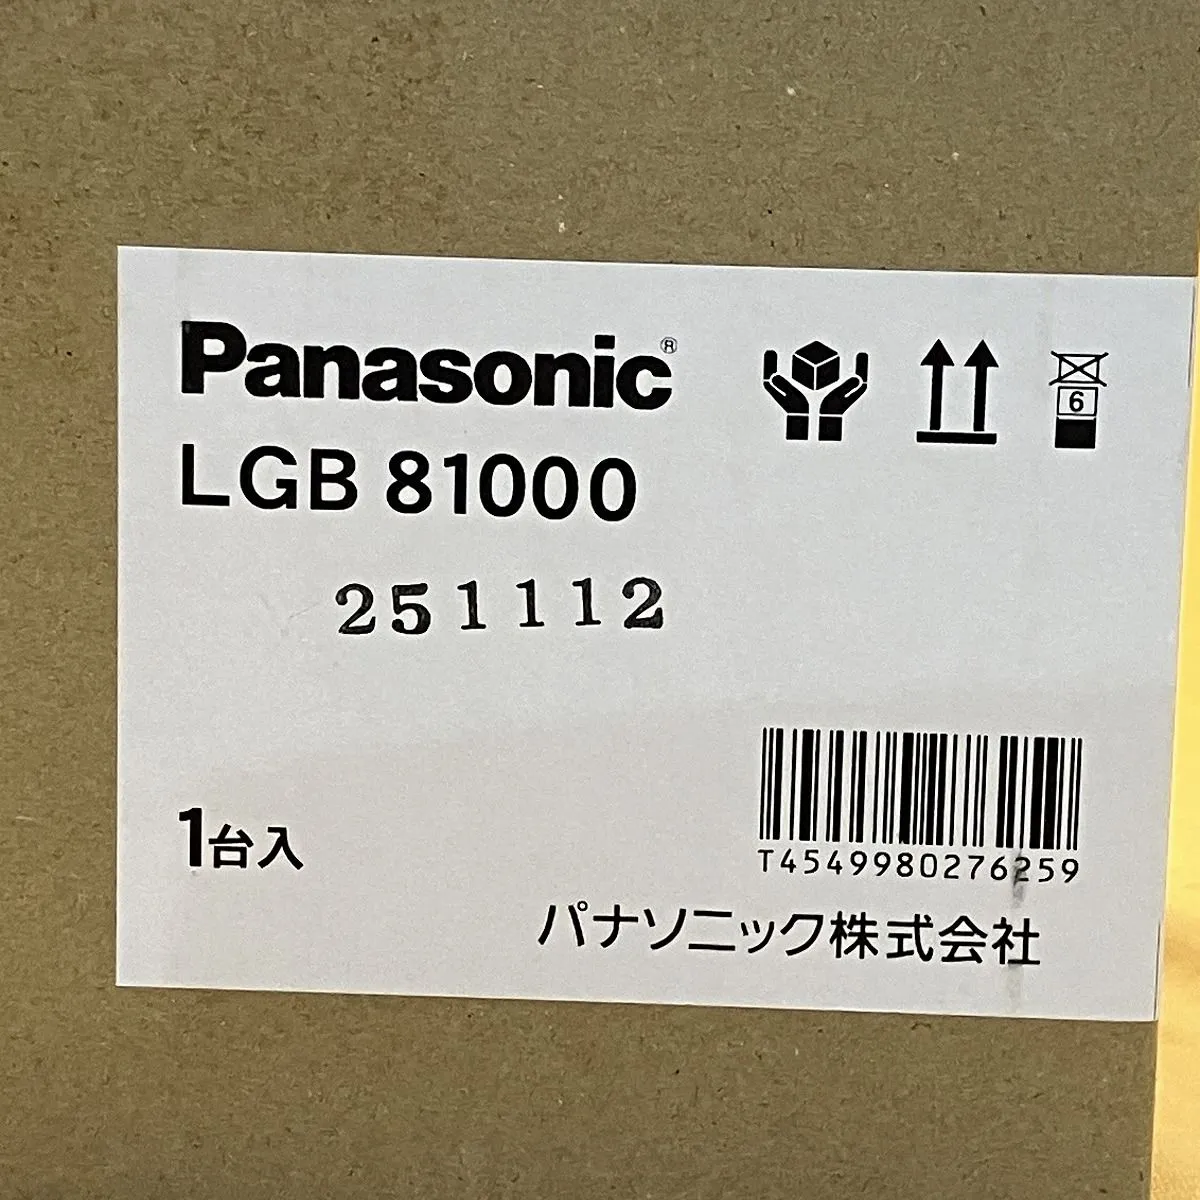 Panasonic®
LGB 81000
6
251112
1台入
T4549980276259
パナソニック株式会社